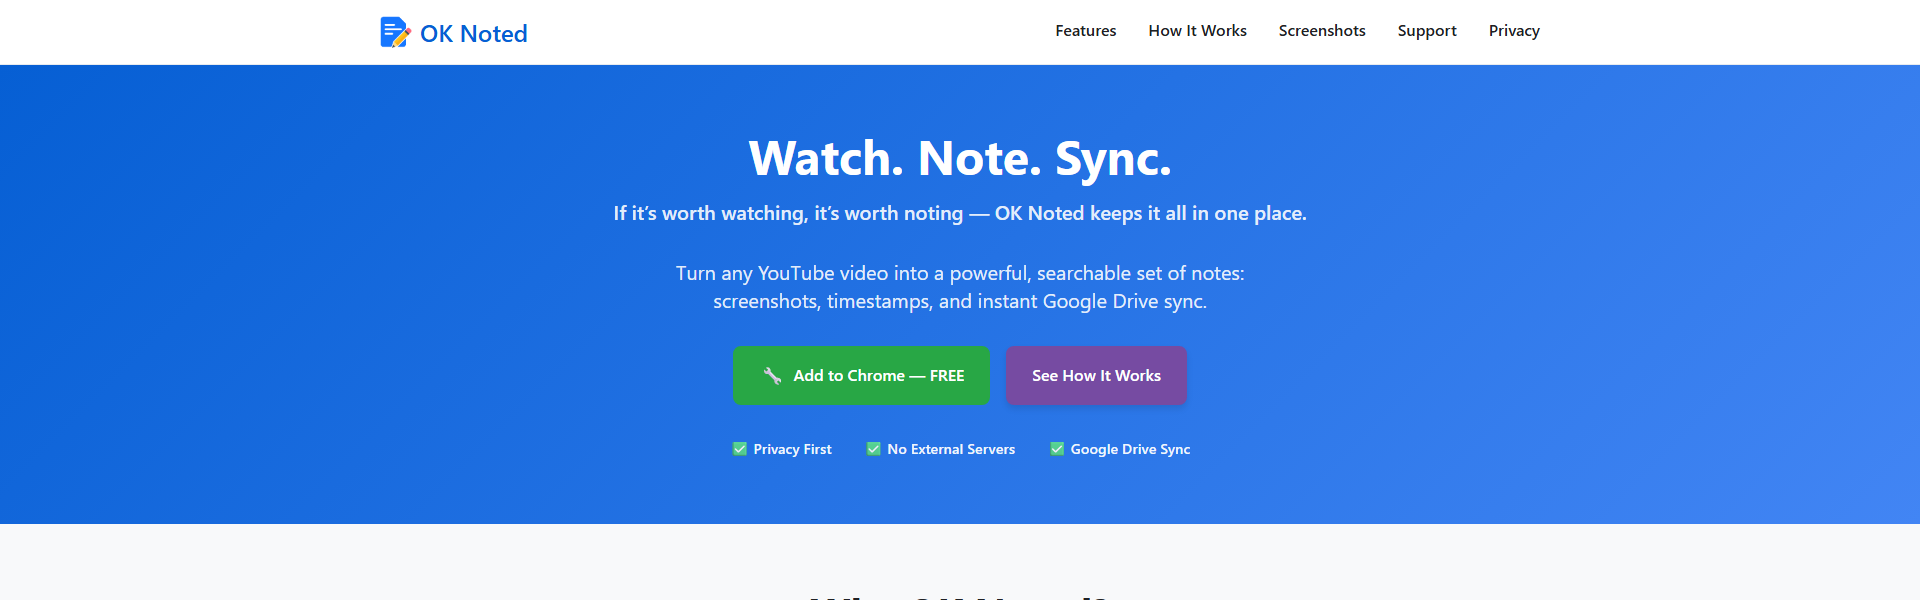 OK Noted
Features
How It Works
Screenshots
Support
Privacy
Watch. Note. Sync.
If it’s worth watching, it’s worth noting — OK Noted keeps it all in one place.
Turn any YouTube video into a powerful, searchable set of notes:
screenshots, timestamps, and instant Google Drive sync.
Add to Chrome — FREE
See How It Works
Privacy First
No External Servers
Google Drive Sync